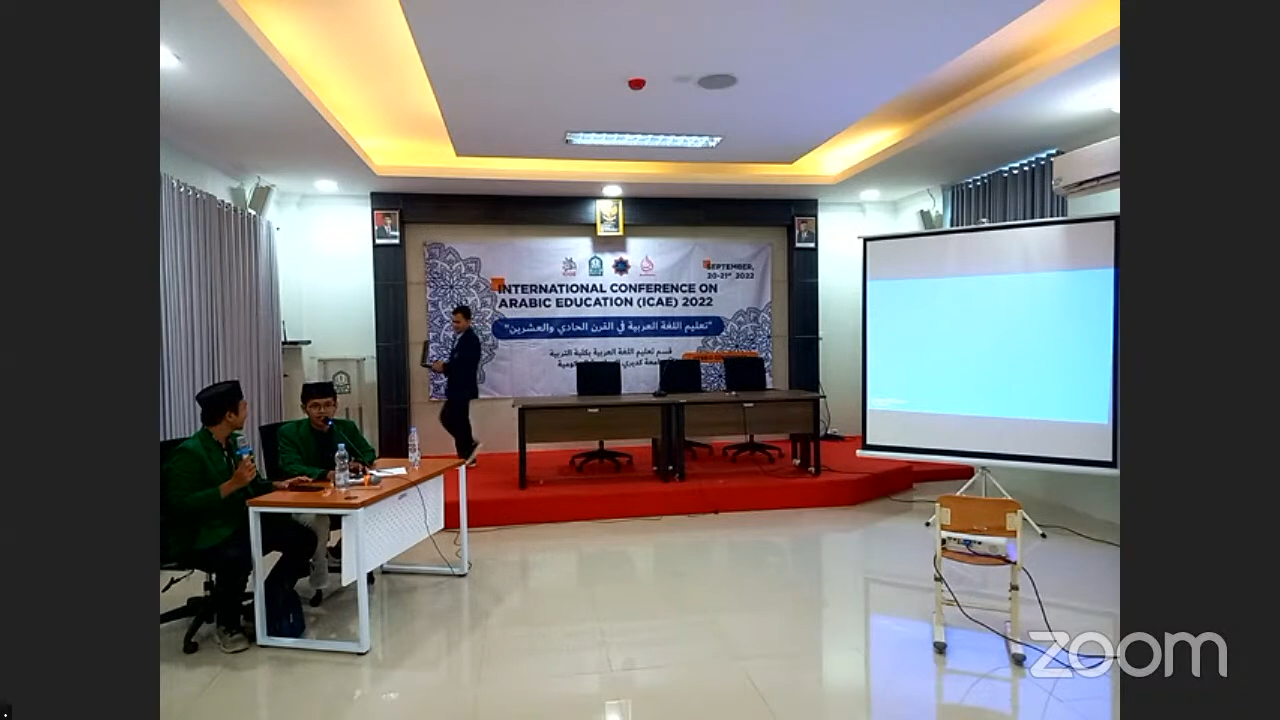 SEPTEMBER,
20-21st 2022
INTERNATIONAL CONFERENCE ON
ARABIC EDUCATION (ICAE) 2022
"تعليم اللغة العربية في القرن الحادي والعشرين"
قسم تعليم اللغة العربية بكلية التربية
كديري
zoom